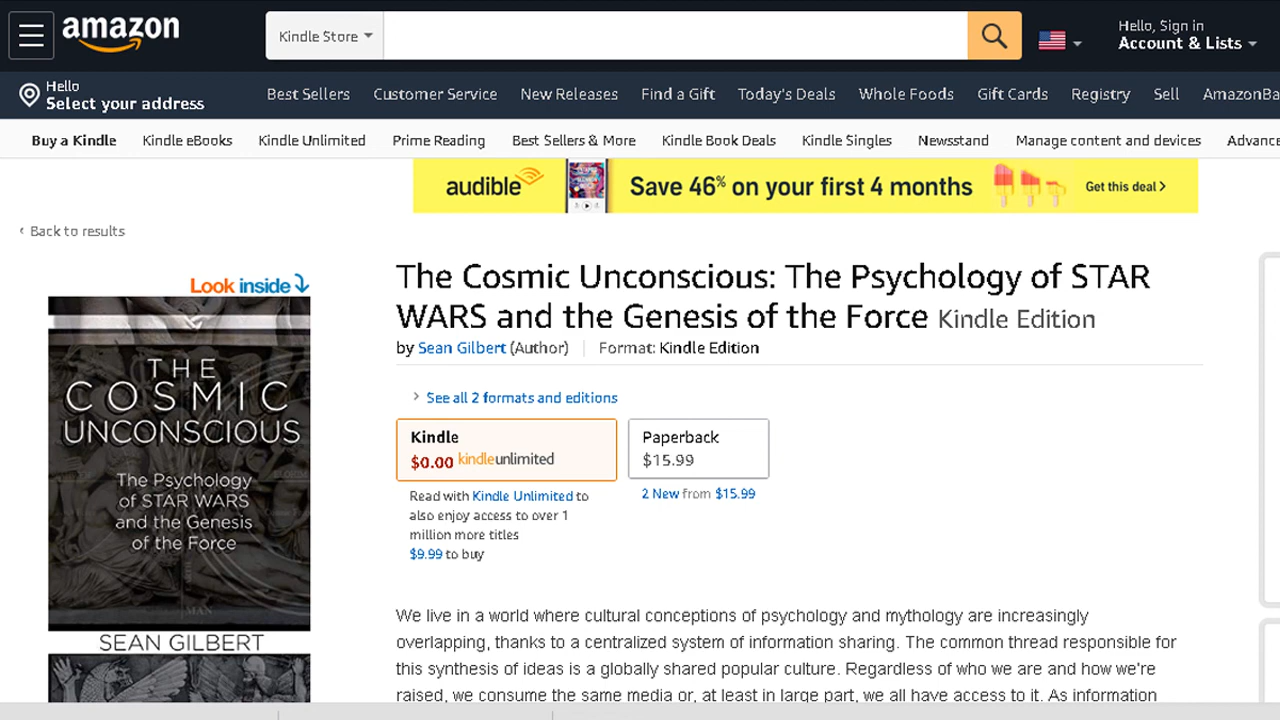 amazon
Kindle Store
Hello, Sign in
Account & Lists
Hello
Select your address
Best Sellers
Customer Service
New Releases
Find a Gift
Today's Deals
Whole Foods
Gift Cards
Registry
Sell
AmazonBa
Buy a Kindle
Kindle eBooks
Kindle Unlimited
Prime Reading
Best Sellers & More
Kindle Book Deals
Kindle Singles
Newsstand
Manage content and devices
Advance
audible
Save 46% on your first 4 months
Get this deal >
‹ Back to results
Look inside
THE
COSMIC
UNCONSCIOUS
The Psychology
of STAR WARS
and the Genesis
of the Force
MAN
SEAN GILBERT
The Cosmic Unconscious: The Psychology of STAR
WARS and the Genesis of the Force Kindle Edition
by Sean Gilbert (Author) | Format: Kindle Edition
› See all 2 formats and editions
Kindle
$0.00 kindleunlimited
Read with Kindle Unlimited to
also enjoy access to over 1
million more titles
$9.99 to buy
Paperback
$15.99
2 New from $15.99
We live in a world where cultural conceptions of psychology and mythology are increasingly
overlapping, thanks to a centralized system of information sharing. The common thread responsible for
this synthesis of ideas is a globally shared popular culture. Regardless of who we are and how we're
raised, we consume the same media or, at least in large part, we all have access to it. As information